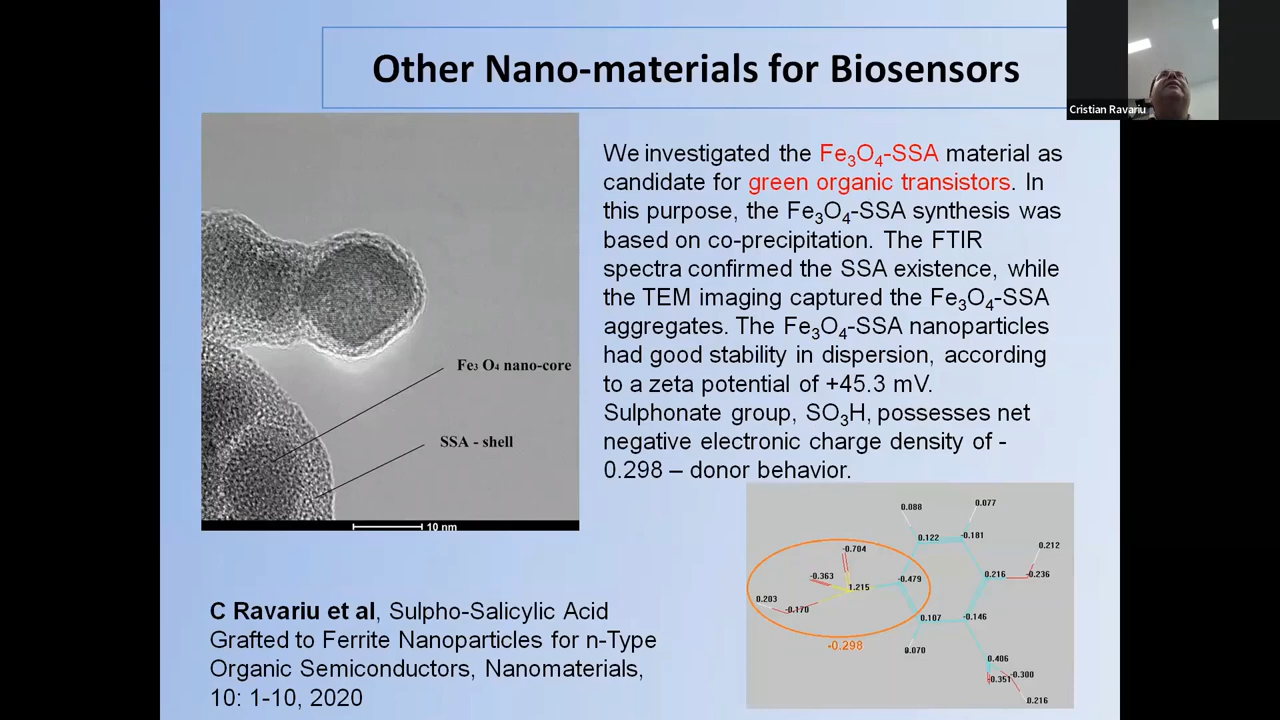 Other Nano-materials for Biosensors
Cristian Ravariu
We investigated the Fe3O4-SSA material as
candidate for green organic transistors. In
this purpose, the Fe3O4-SSA synthesis was
based on co-precipitation. The FTIR
spectra confirmed the SSA existence, while
the TEM imaging captured the Fe3O4-SSA
aggregates. The Fe3O4-SSA nanoparticles
had good stability in dispersion, according
to a zeta potential of +45.3 mV.
Sulphonate group, SO3H, possesses net
negative electronic charge density of -
0.298 – donor behavior.
Fe3 O4 nano-core
SSA - shell
10 nm
0.088
0.077
0.122
-0.181
0.212
-0.704
-0.363
1.215
-0.479
0.216
-0.236
0.203
-0.170
0.107
-0.146
-0.298
0.070
0.406
-0.351
-0.300
0.216
C Ravariu et al, Sulpho-Salicylic Acid
Grafted to Ferrite Nanoparticles for n-Type
Organic Semiconductors, Nanomaterials,
10: 1-10, 2020